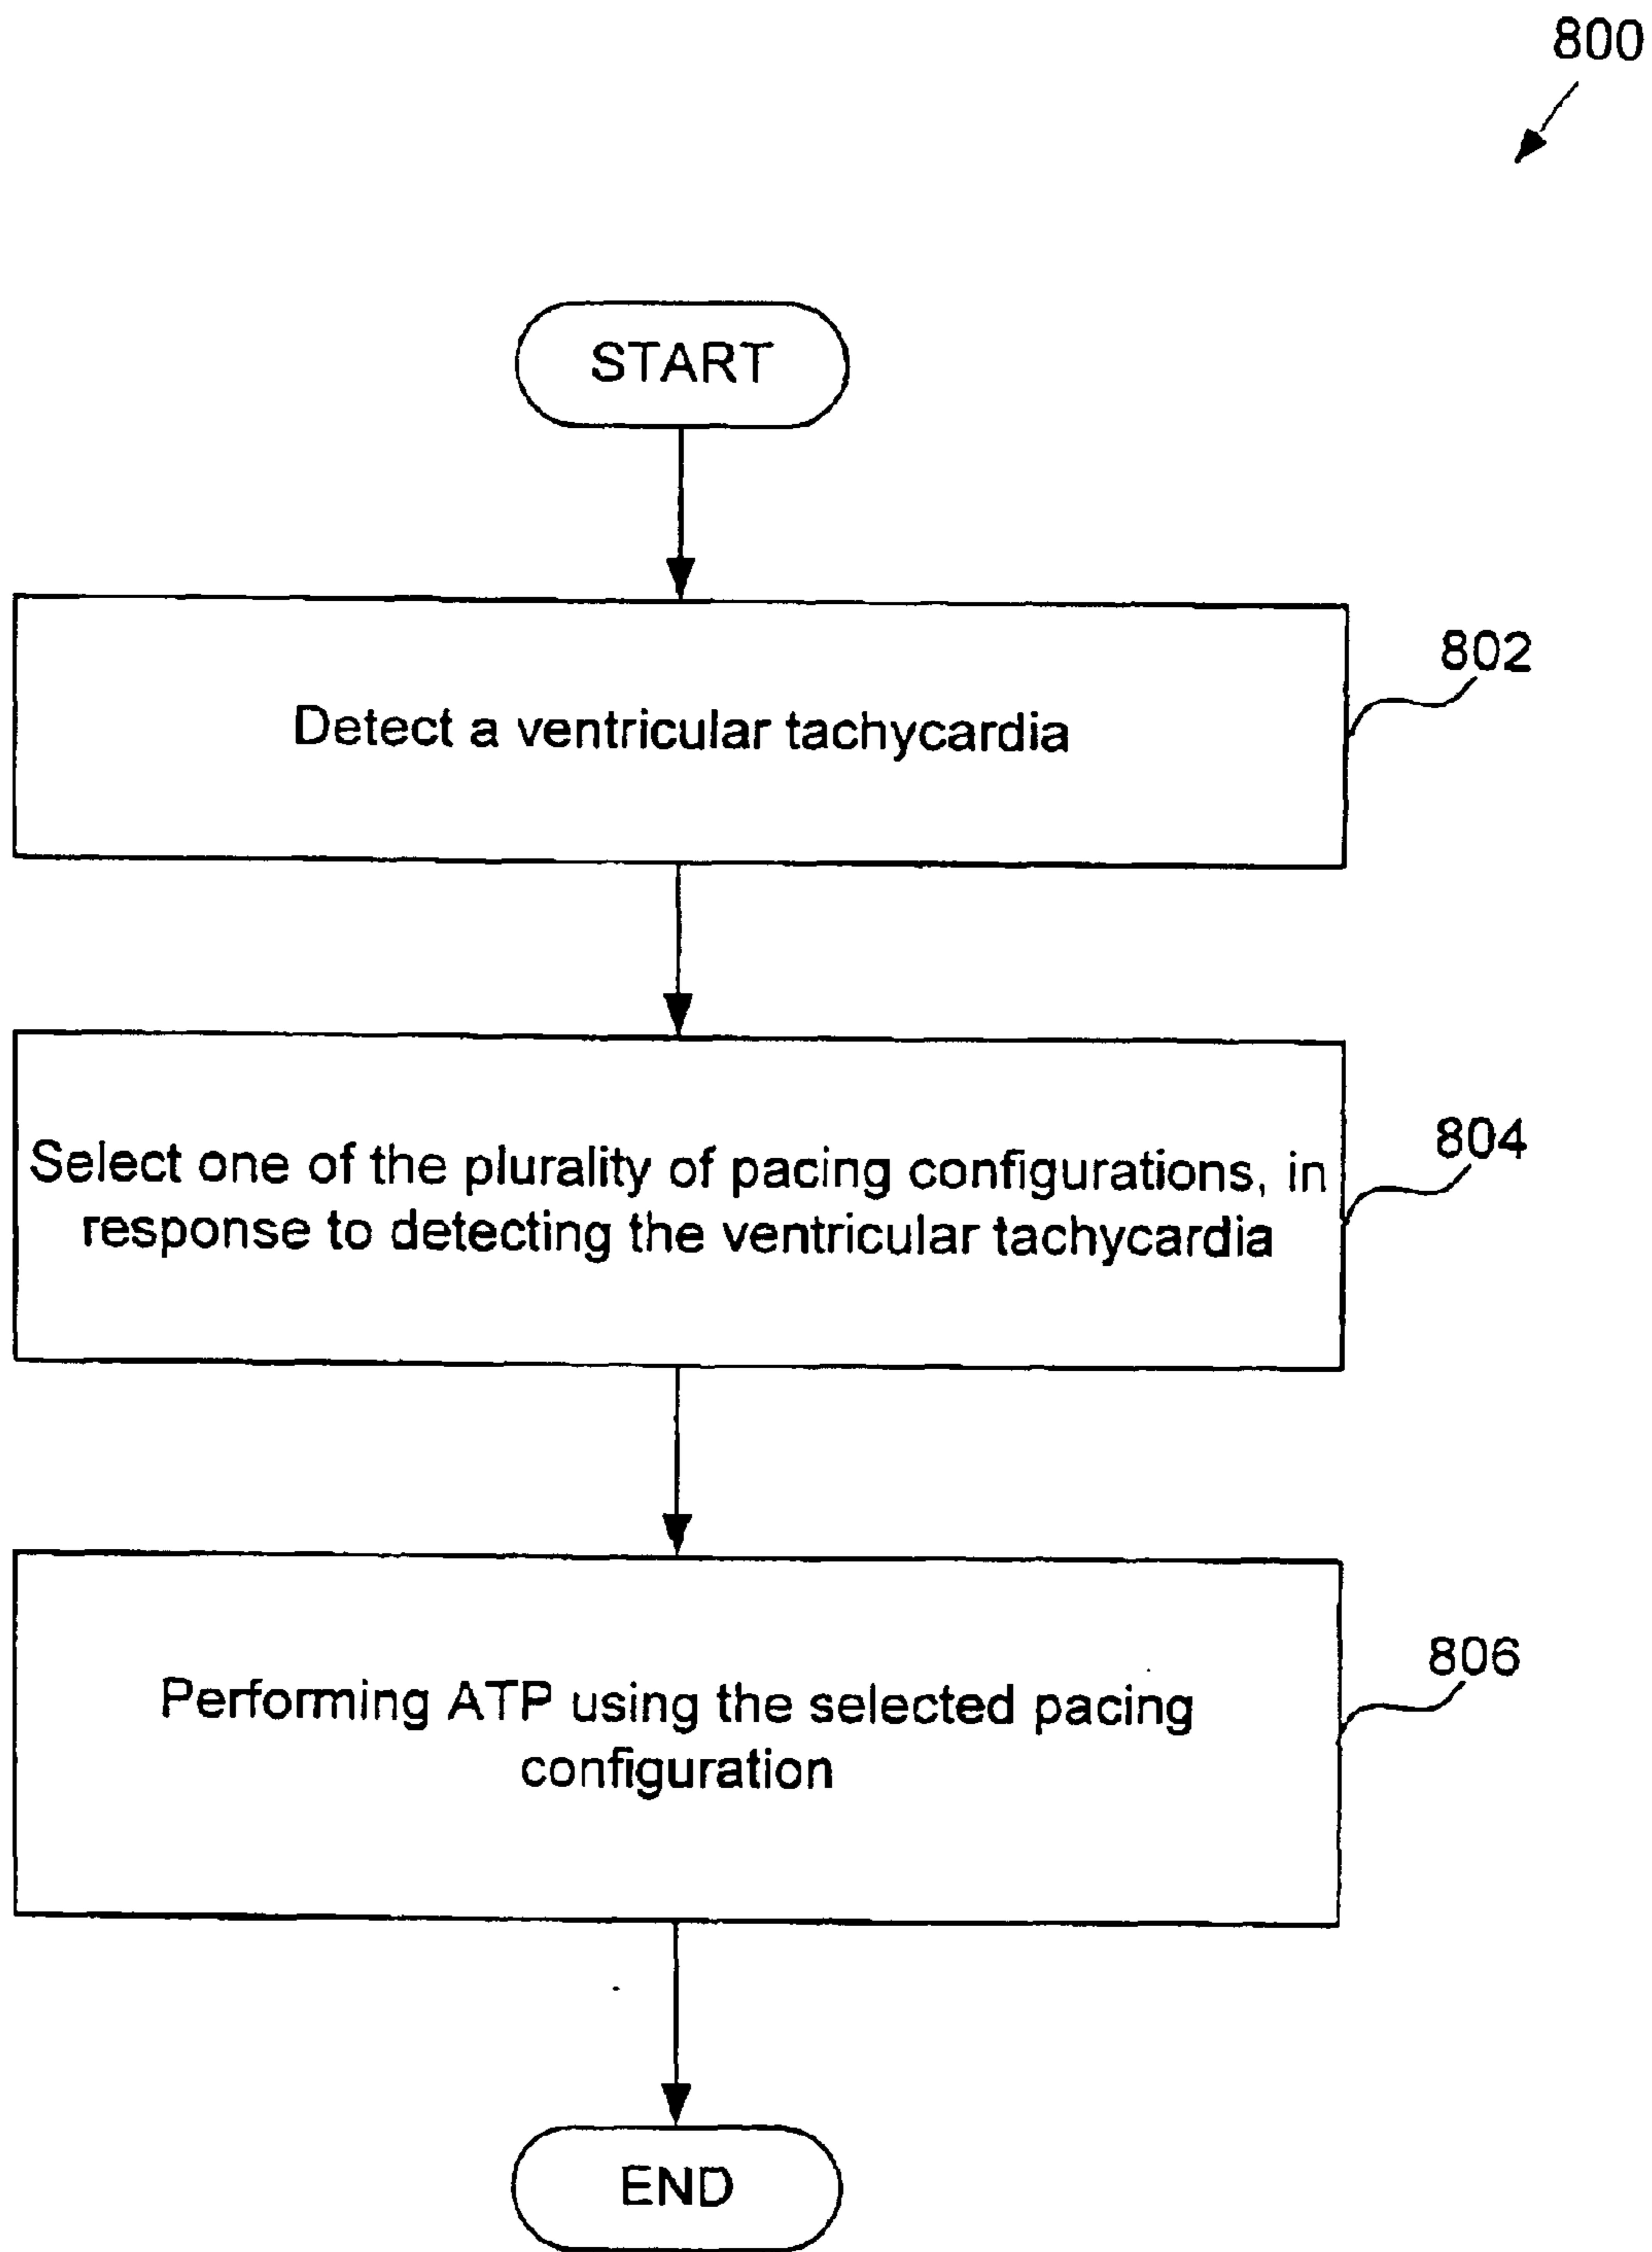 800
START
Detect a ventricular tachycardia
802
Select one of the plurality of pacing configurations, in
response to detecting the ventricular tachycardia
804
Performing ATP using the selected pacing
configuration
806
END